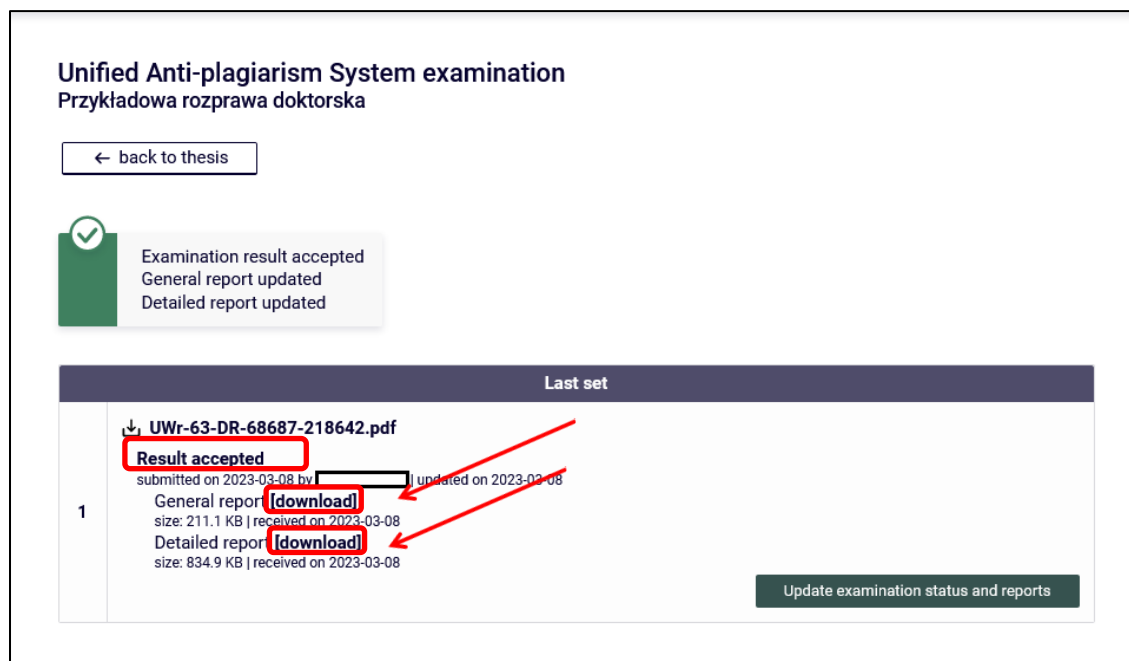 Unified Anti-plagiarism System examination
Przykładowa rozprawa doktorska
← back to thesis
Examination result accepted
General report updated
Detailed report updated
Last set
1
UWr-63-DR-68687-218642.pdf
Result accepted
submitted on 2023-03-08 by | updated on 2023-03-08
General report [download]
size: 211.1 KB | received on 2023-03-08
Detailed report [download]
size: 834.9 KB | received on 2023-03-08
Update examination status and reports